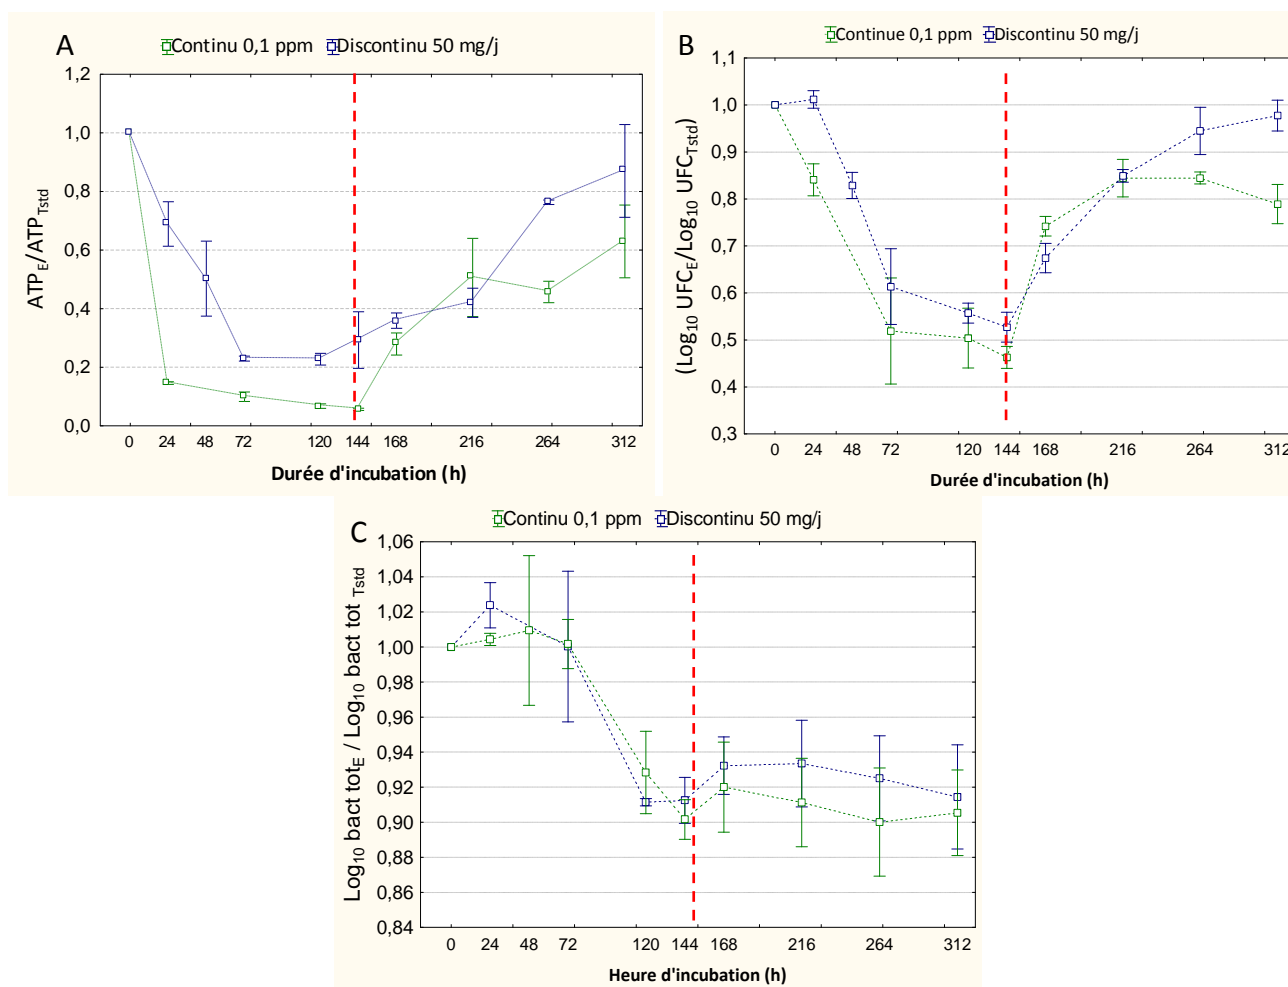 A
Continu 0,1 ppm Discontinu 50 mg/j
1,2
1,0
0,8
0,6
0,4
0,2
0,0
ATP_E/ATP_Tstd
0 24 48 72 120 144 168 216 264 312
Durée d'incubation (h)
B
Continue 0,1 ppm Discontinu 50 mg/j
1,1
1,0
0,9
0,8
0,7
0,6
0,5
0,4
0,3
(Log10 UFC_E/Log10 UFC_Tstd)
0 24 48 72 120 144 168 216 264 312
Durée d'incubation (h)
C
Continu 0,1 ppm Discontinu 50 mg/j
1,06
1,04
1,02
1,00
0,98
0,96
0,94
0,92
0,90
0,88
0,86
0,84
Log10 bact tot_E / Log10 bact tot Tstd
0 24 48 72 120 144 168 216 264 312
Heure d'incubation (h)